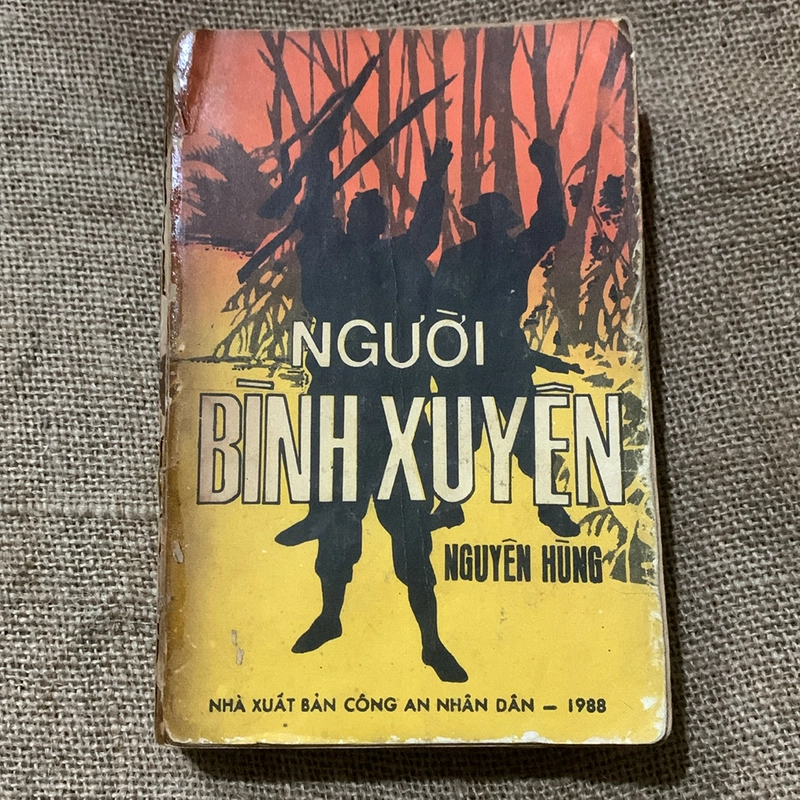 NGƯỜI
BÌNH XUYÊN
NGUYÊN HÙNG
NHÀ XUẤT BẢN CÔNG AN NHÂN DÂN – 1988